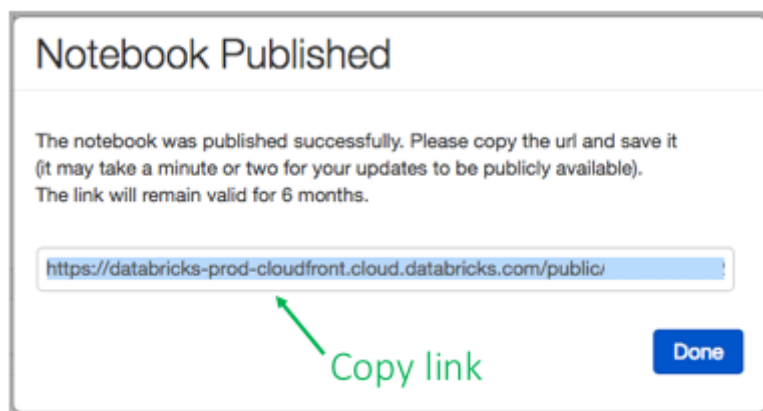 Notebook Published
The notebook was published successfully. Please copy the url and save it
(it may take a minute or two for your updates to be publicly available).
The link will remain valid for 6 months.
https://databricks-prod-cloudfront.cloud.databricks.com/public/
Copy link
Done